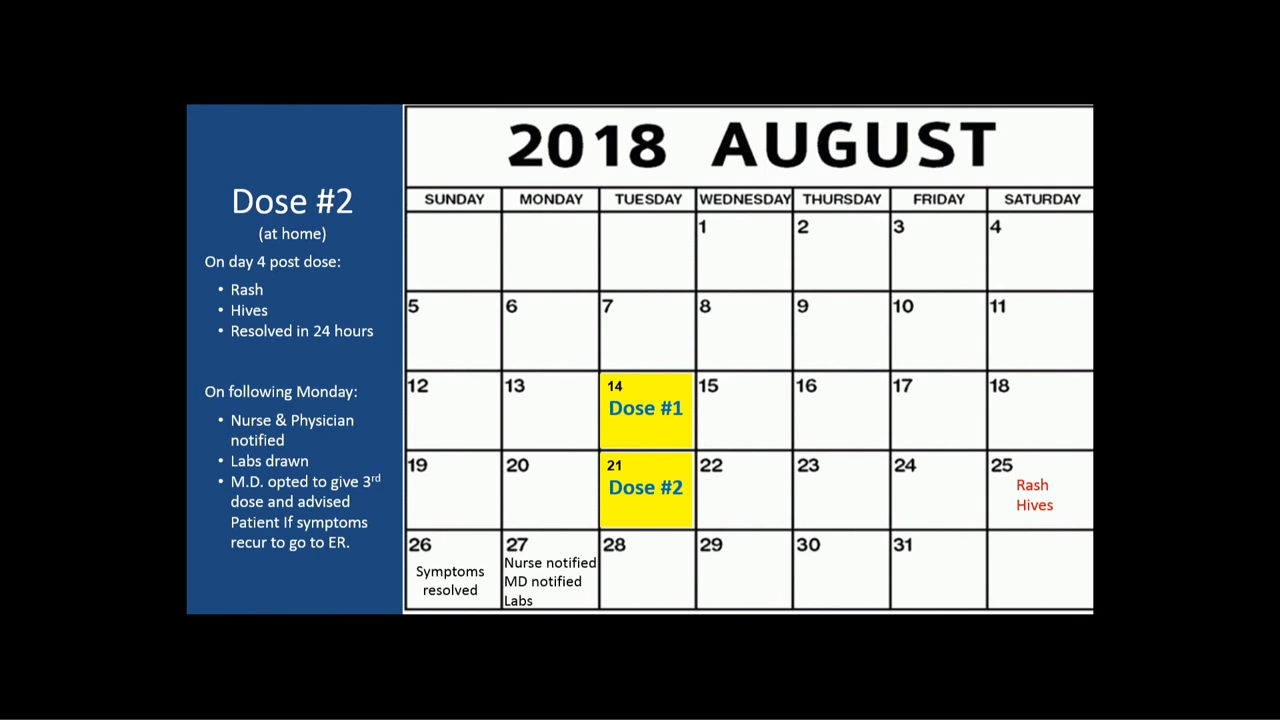 Dose #2
(at home)
On day 4 post dose:
• Rash
• Hives
• Resolved in 24 hours
On following Monday:
• Nurse & Physician
notified
• Labs drawn
• M.D. opted to give 3rd
dose and advised
Patient If symptoms
recur to go to ER.
2018 AUGUST
SUNDAY MONDAY TUESDAY WEDNESDAY THURSDAY FRIDAY SATURDAY
1 2 3 4
5 6 7 8 9 10 11
12 13 14 15 16 17 18
Dose #1
19 20 21 22 23 24 25
Dose #2
Rash
Hives
26 27 28 29 30 31
Symptoms
resolved
Nurse notified
MD notified
Labs